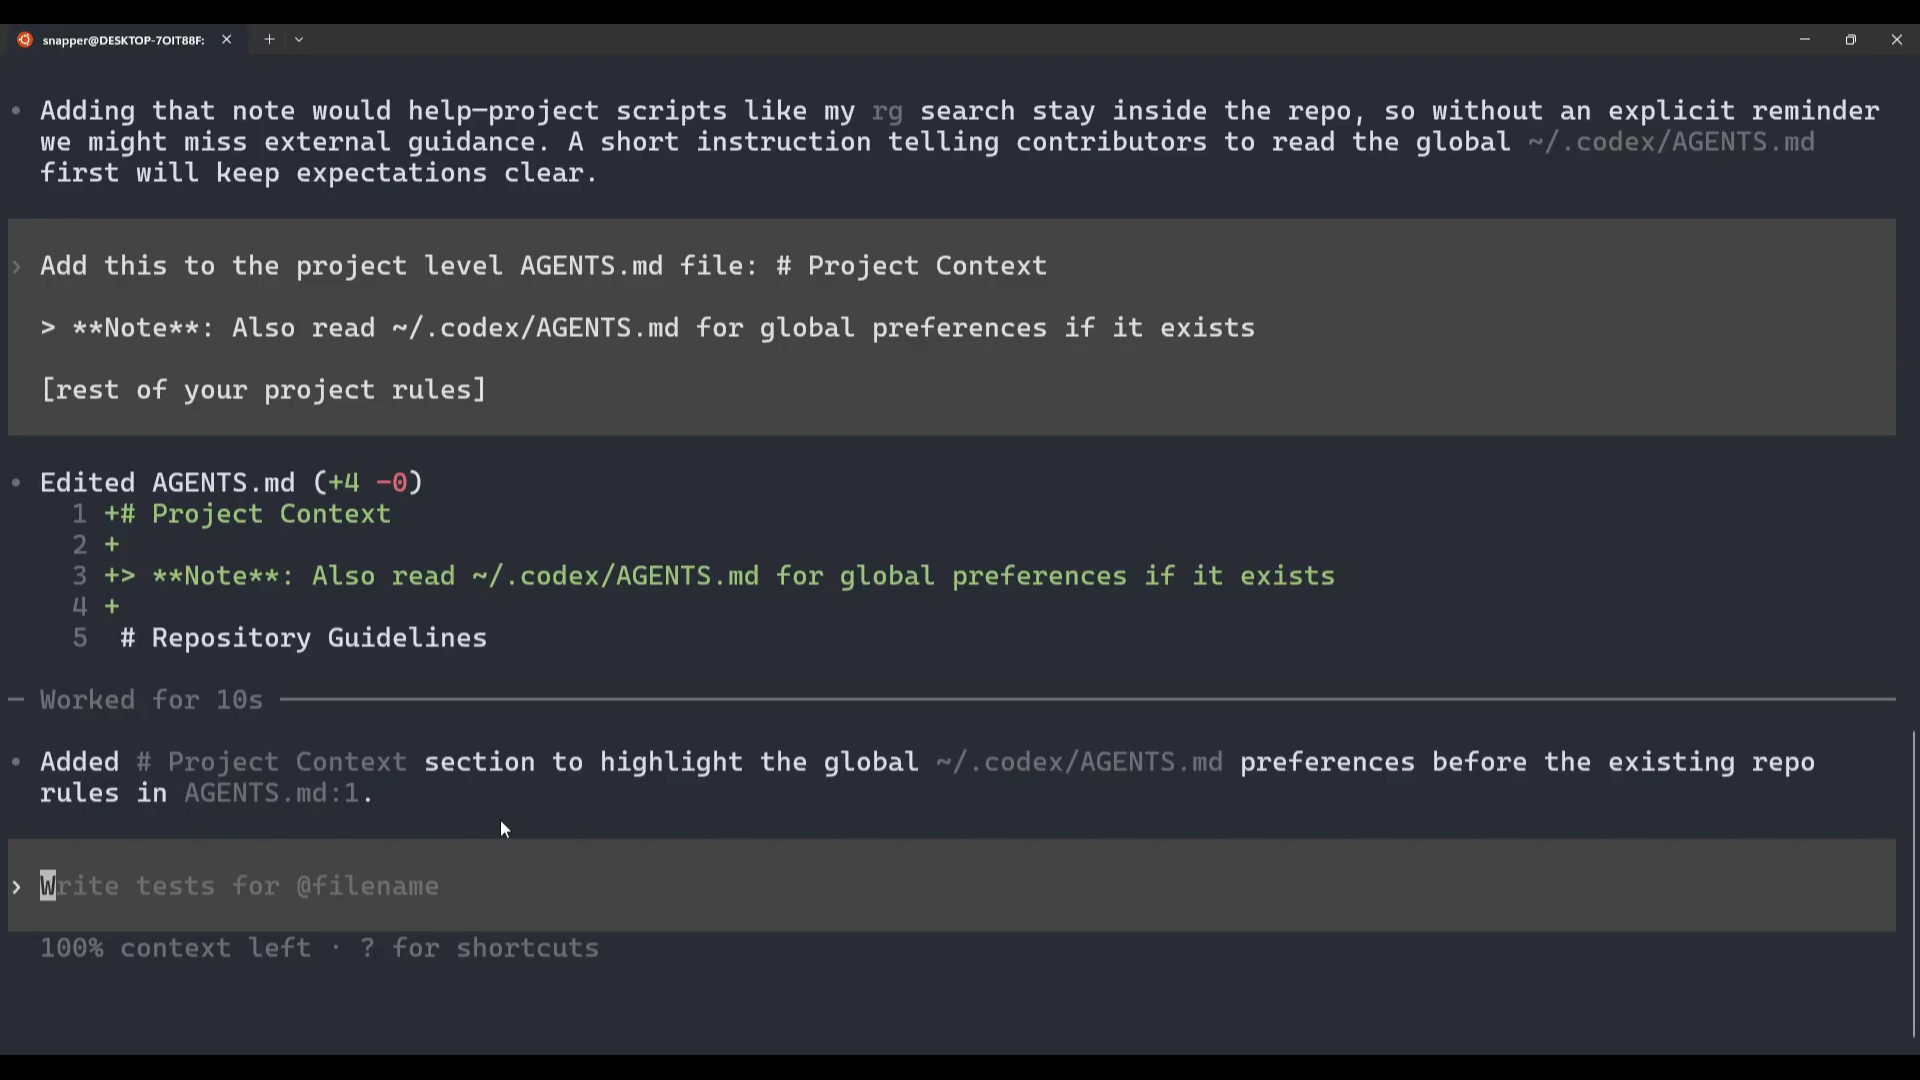 snapper@DESKTOP-7OIT88F:
• Adding that note would help—project scripts like my rg search stay inside the repo, so without an explicit reminder
we might miss external guidance. A short instruction telling contributors to read the global ~/.codex/AGENTS.md
first will keep expectations clear.
› Add this to the project level AGENTS.md file: # Project Context
> **Note**: Also read ~/.codex/AGENTS.md for global preferences if it exists
[rest of your project rules]
• Edited AGENTS.md (+4 -0)
1 +# Project Context
2 +
3 +> **Note**: Also read ~/.codex/AGENTS.md for global preferences if it exists
4 +
5 # Repository Guidelines
─ Worked for 10s ─
• Added # Project Context section to highlight the global ~/.codex/AGENTS.md preferences before the existing repo
rules in AGENTS.md:1.
› Write tests for @filename
100% context left · ? for shortcuts